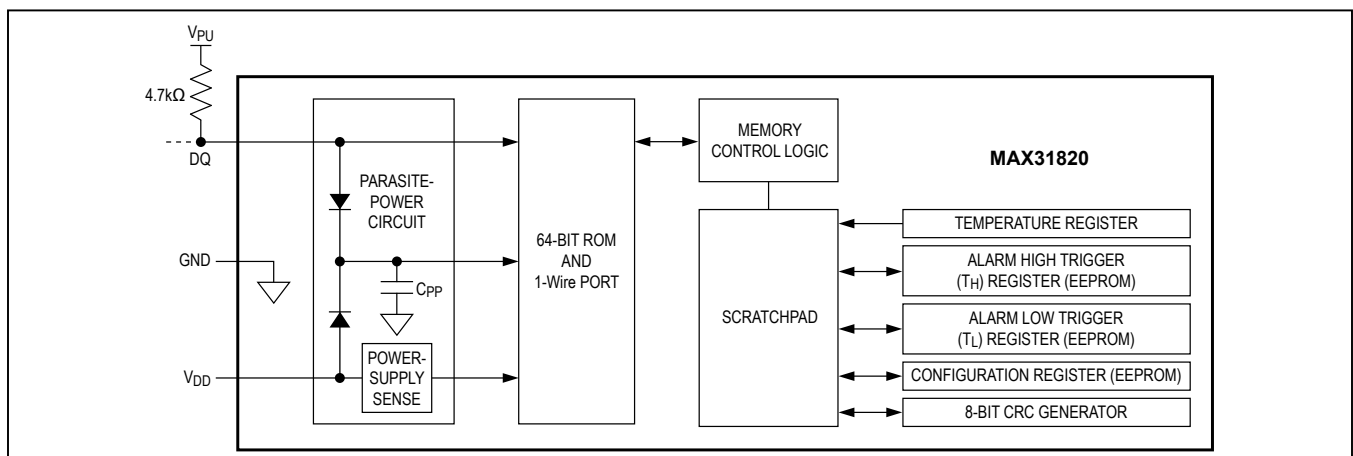 VPU
4.7kΩ
DQ
GND
VDD
PARASITE-
POWER
CIRCUIT
CPP
POWER-
SUPPLY
SENSE
64-BIT ROM
AND
1-Wire PORT
MEMORY
CONTROL LOGIC
SCRATCHPAD
MAX31820
TEMPERATURE REGISTER
ALARM HIGH TRIGGER
(TH) REGISTER (EEPROM)
ALARM LOW TRIGGER
(TL) REGISTER (EEPROM)
CONFIGURATION REGISTER (EEPROM)
8-BIT CRC GENERATOR